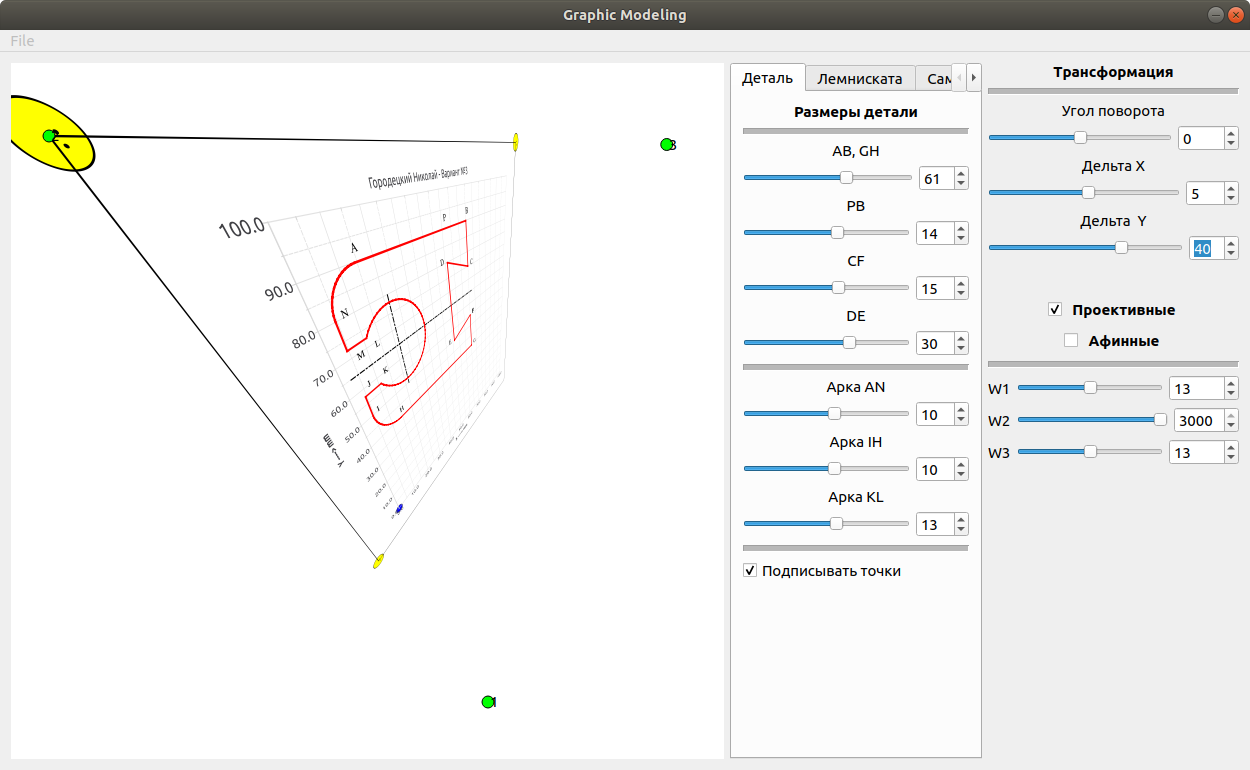 Graphic Modeling
File
2
3
1
Городецкий Николай - Вариант №3
100.0
90.0
80.0
70.0
60.0
50.0
40.0
30.0
20.0
10.0
A
P
B
D
C
N
M
L
K
J
I
H
Деталь
Лемниската
Сам
Размеры детали
AB, GH
61
PB
14
CF
15
DE
30
Арка AN
10
Арка IH
10
Арка KL
13
Подписывать точки
Трансформация
Угол поворота
0
Дельта X
5
Дельта Y
40
Проективные
Афинные
W1
13
W2
3000
W3
13